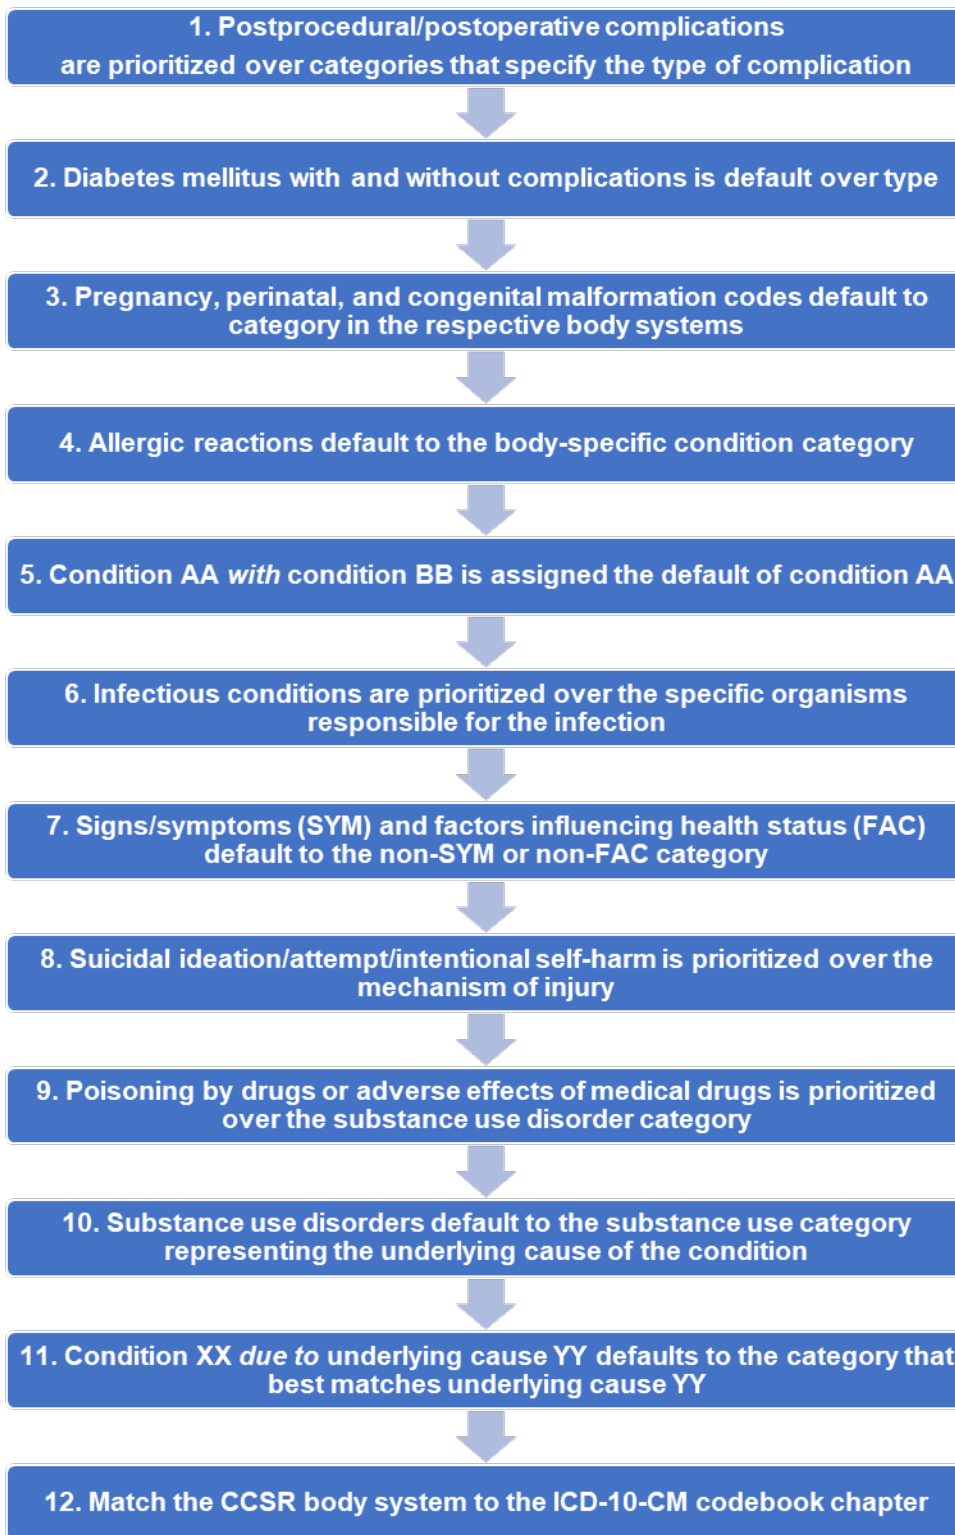 1. Postprocedural/postoperative complications
are prioritized over categories that specify the type of complication
2. Diabetes mellitus with and without complications is default over type
3. Pregnancy, perinatal, and congenital malformation codes default to
category in the respective body systems
4. Allergic reactions default to the body-specific condition category
5. Condition AA with condition BB is assigned the default of condition AA
6. Infectious conditions are prioritized over the specific organisms
responsible for the infection
7. Signs/symptoms (SYM) and factors influencing health status (FAC)
default to the non-SYM or non-FAC category
8. Suicidal ideation/attempt/intentional self-harm is prioritized over the
mechanism of injury
9. Poisoning by drugs or adverse effects of medical drugs is prioritized
over the substance use disorder category
10. Substance use disorders default to the substance use category
representing the underlying cause of the condition
11. Condition XX due to underlying cause YY defaults to the category that
best matches underlying cause YY
12. Match the CCSR body system to the ICD-10-CM codebook chapter